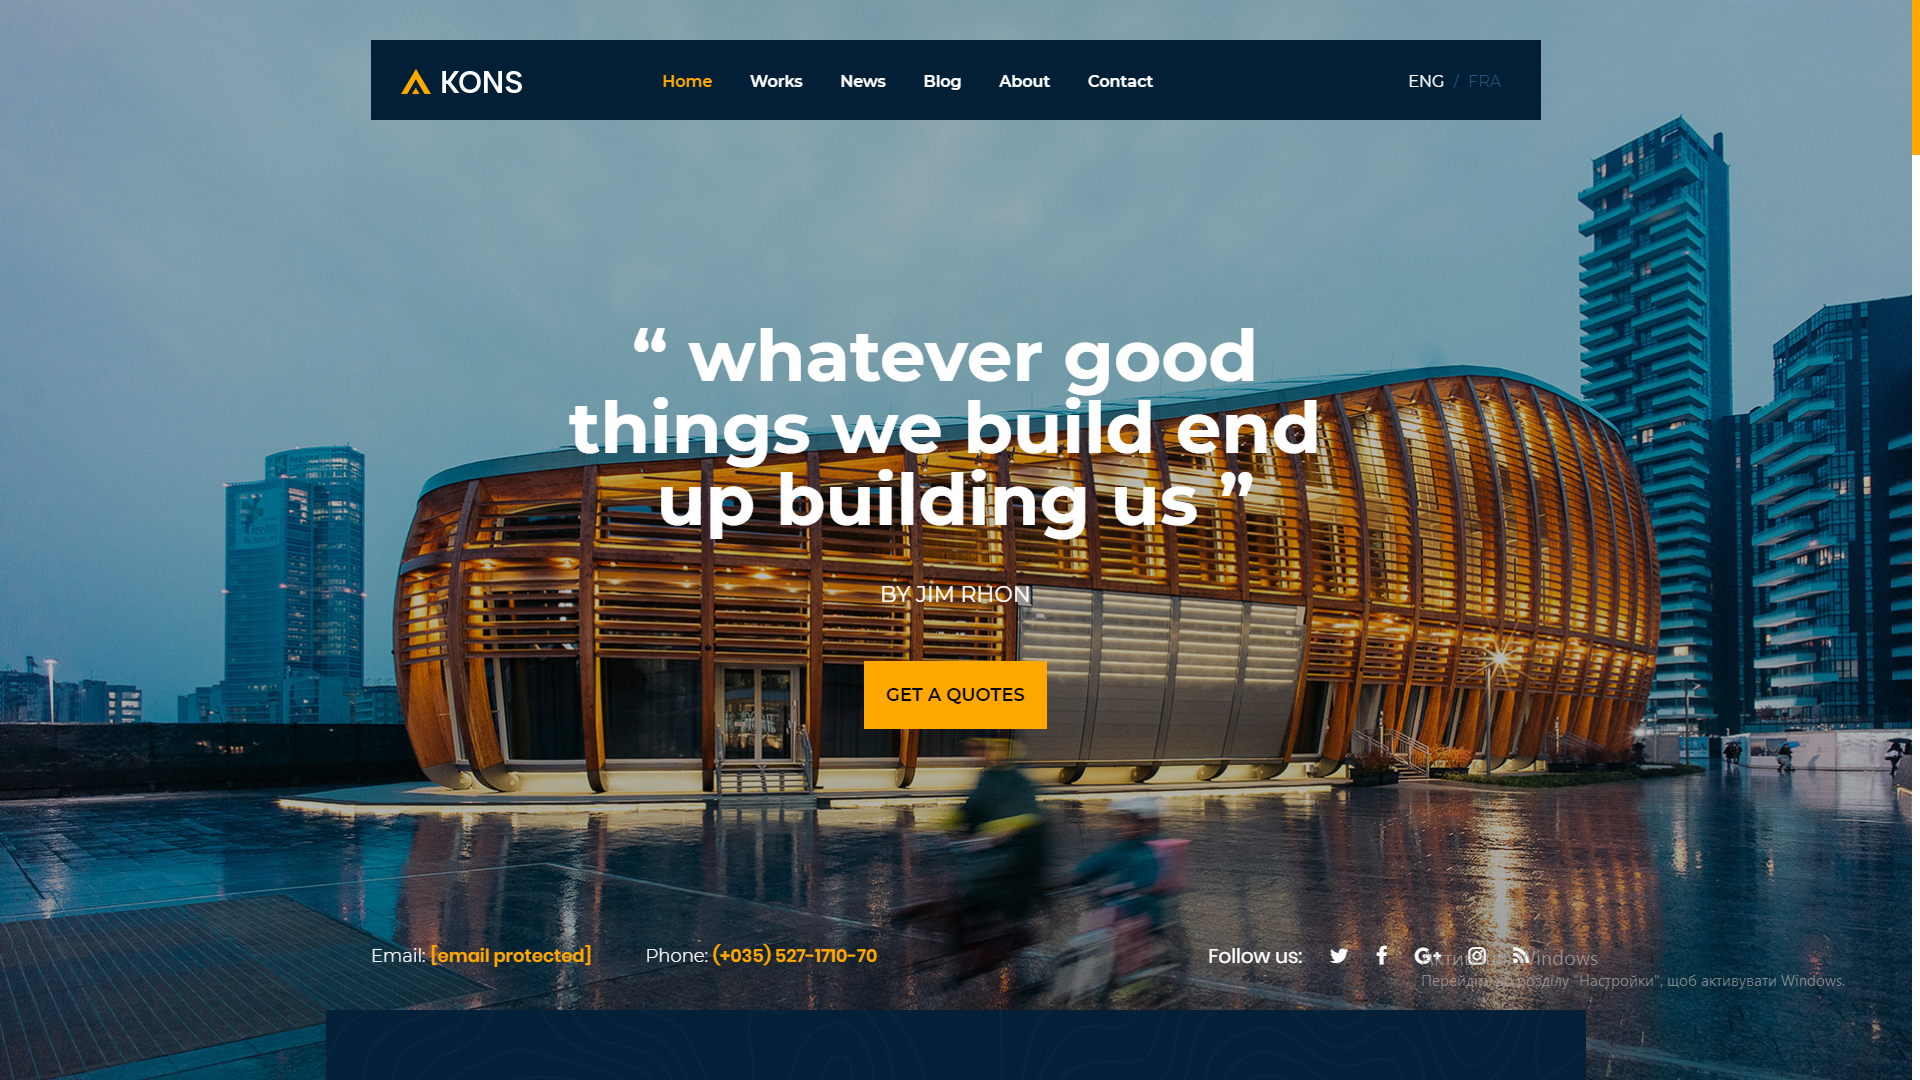 KONS
Home Works News Blog About Contact
ENG / FRA
“ whatever good
things we build end
up building us ”
BY JIM RHON
GET A QUOTES
Email: [email protected] Phone: (+035) 527-1710-70
Follow us:
Активація Windows
Перейдіть до розділу "Настройки", щоб активувати Windows.